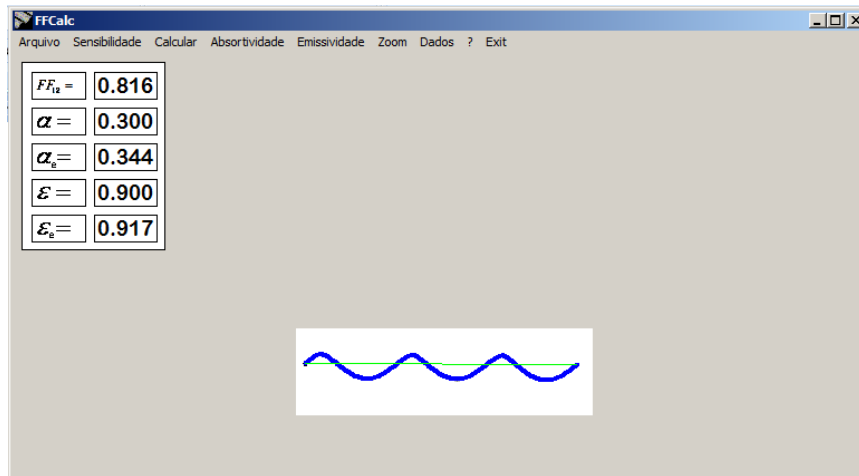 FFCalc
Arquivo Sensibilidade Calcular Absortividade Emissividade Zoom Dados ? Exit
FF₁₂ = 0.816
α = 0.300
αₑ = 0.344
ε = 0.900
εₑ = 0.917